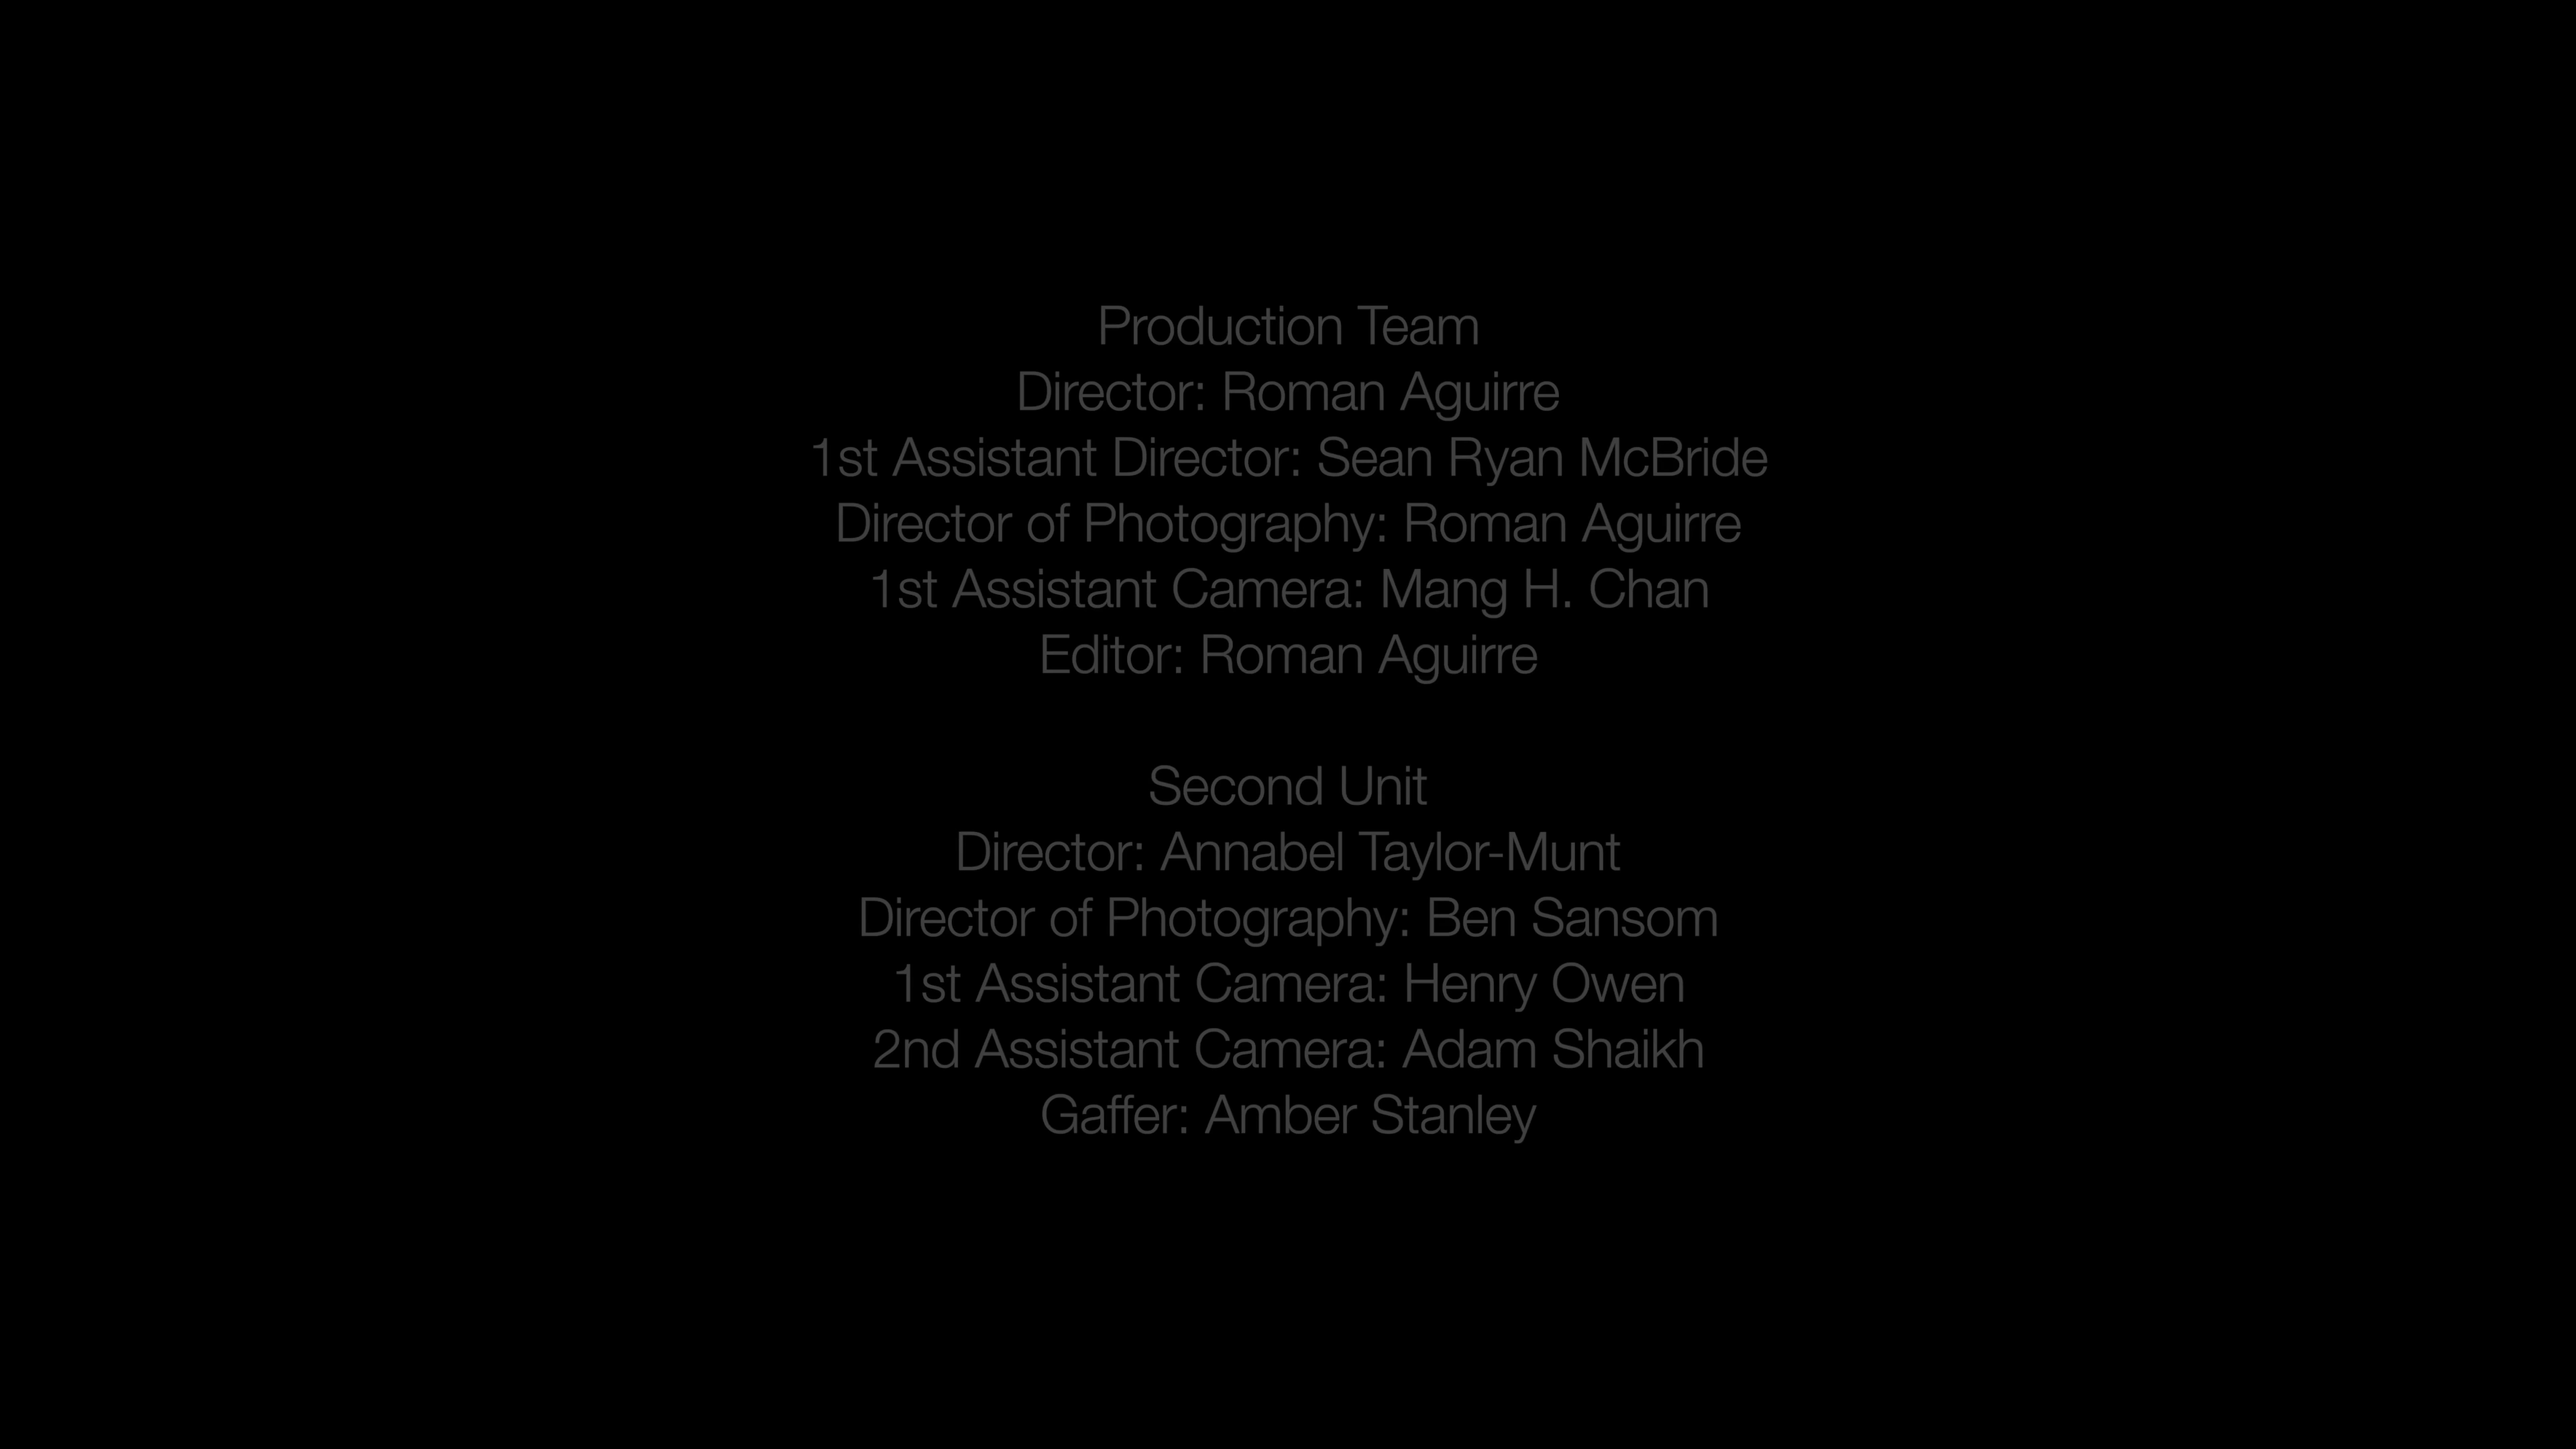 Production Team
Director: Roman Aguirre
1st Assistant Director: Sean Ryan McBride
Director of Photography: Roman Aguirre
1st Assistant Camera: Mang H. Chan
Editor: Roman Aguirre
Second Unit
Director: Annabel Taylor-Munt
Director of Photography: Ben Sansom
1st Assistant Camera: Henry Owen
2nd Assistant Camera: Adam Shaikh
Gaffer: Amber Stanley